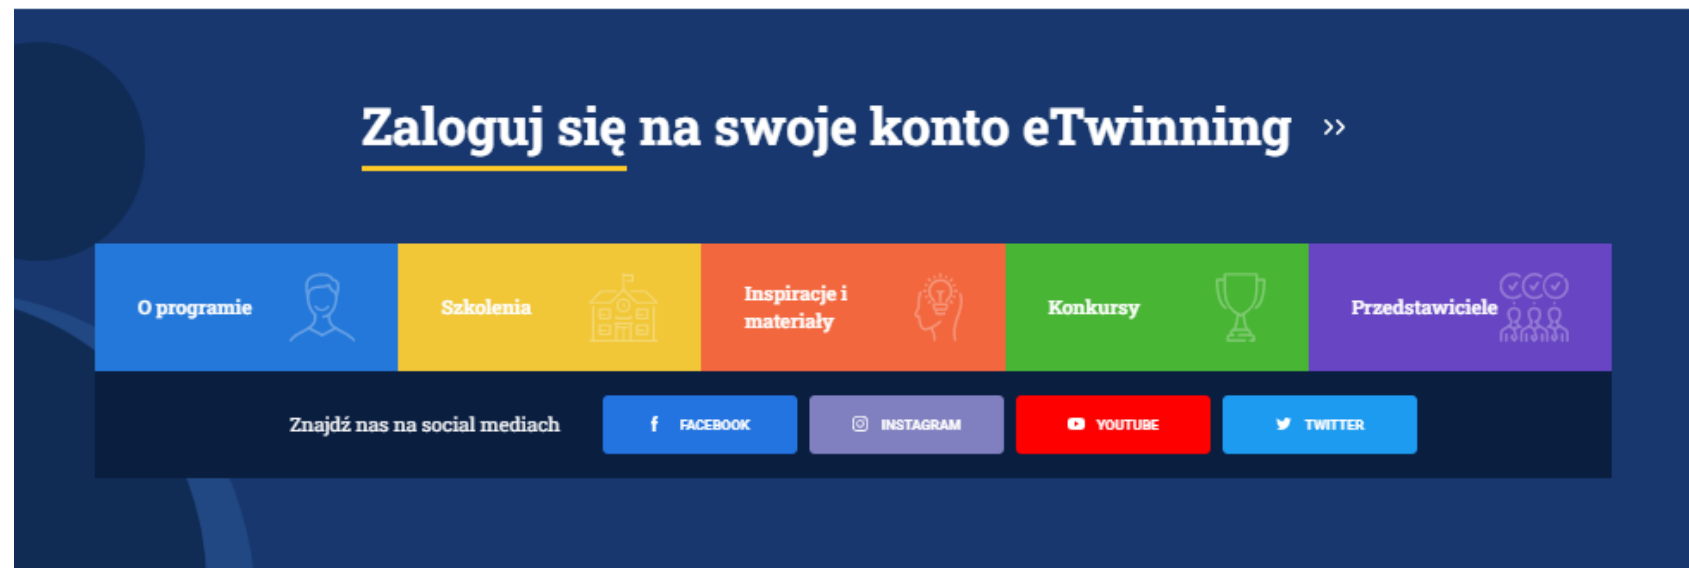 Zaloguj się na swoje konto eTwinning >>
O programie
Szkolenia
Inspiracje i
materiały
Konkursy
Przedstawiciele
Znajdź nas na social mediach
FACEBOOK
INSTAGRAM
YOUTUBE
TWITTER